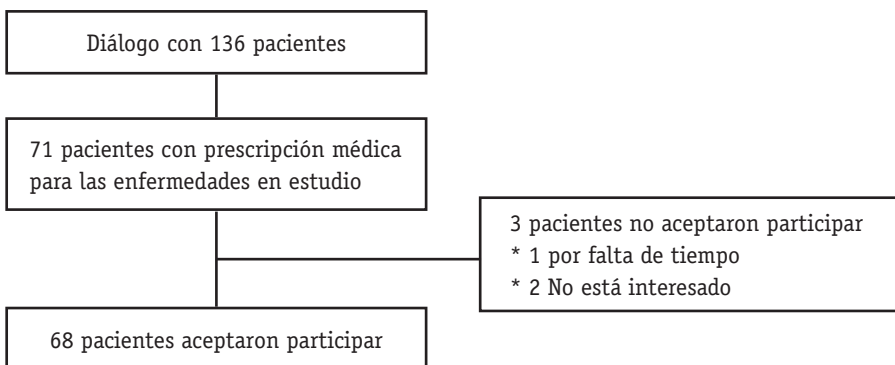 Diálogo con 136 pacientes
71 pacientes con prescripción médica
para las enfermedades en estudio
3 pacientes no aceptaron participar
* 1 por falta de tiempo
* 2 No está interesado
68 pacientes aceptaron participar